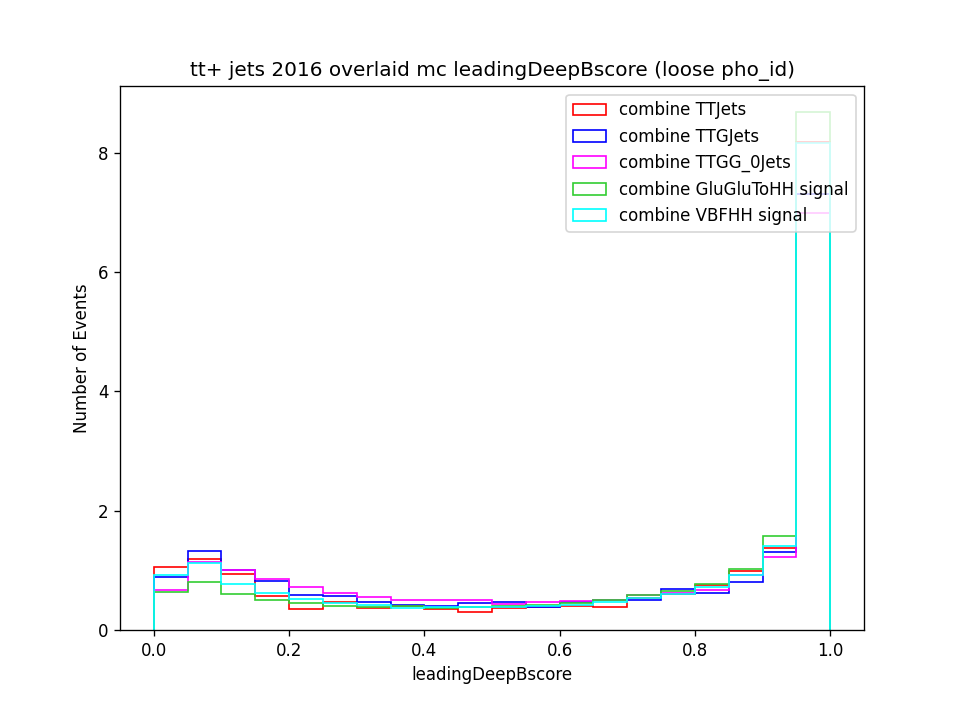 tt+ jets 2016 overlaid mc leadingDeepBscore (loose pho_id)
combine TTJets
combine TTGJets
combine TTGG_0Jets
combine GluGluToHH signal
combine VBFHH signal
Number of Events
8
6
4
2
0
0.0 0.2 0.4 0.6 0.8 1.0
leadingDeepBscore